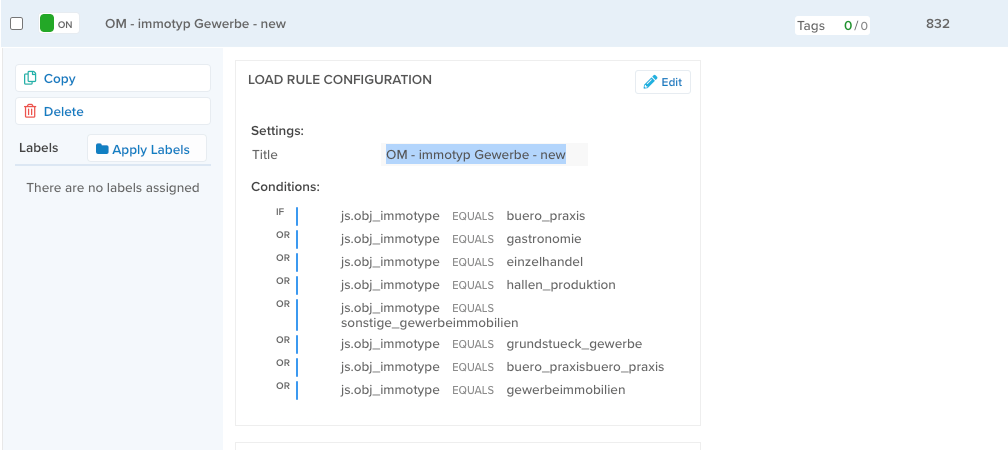 ON OM - immotyp Gewerbe - new Tags 0/0 832
Copy
LOAD RULE CONFIGURATION Edit
Delete
Labels Apply Labels
There are no labels assigned
Settings:
Title OM - immotyp Gewerbe - new
Conditions:
IF js.obj_immotype EQUALS buero_praxis
OR js.obj_immotype EQUALS gastronomie
OR js.obj_immotype EQUALS einzelhandel
OR js.obj_immotype EQUALS hallen_produktion
OR js.obj_immotype EQUALS
sonstige_gewerbeimmobilien
OR js.obj_immotype EQUALS grundstueck_gewerbe
OR js.obj_immotype EQUALS buero_praxisbuero_praxis
OR js.obj_immotype EQUALS gewerbeimmobilien